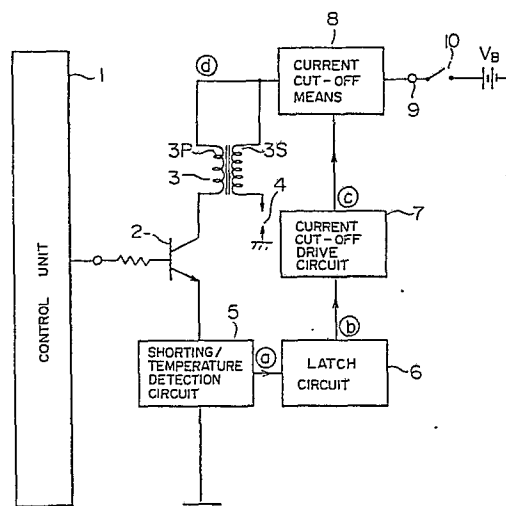 8
10
VB
1
d
CURRENT
CUT-OFF
MEANS
9
3P
3S
3
4
c
7
CURRENT
CUT-OFF
DRIVE
CIRCUIT
2
CONTROL UNIT
5
b
SHORTING/
TEMPERATURE
DETECTION
CIRCUIT
a
LATCH
CIRCUIT
6